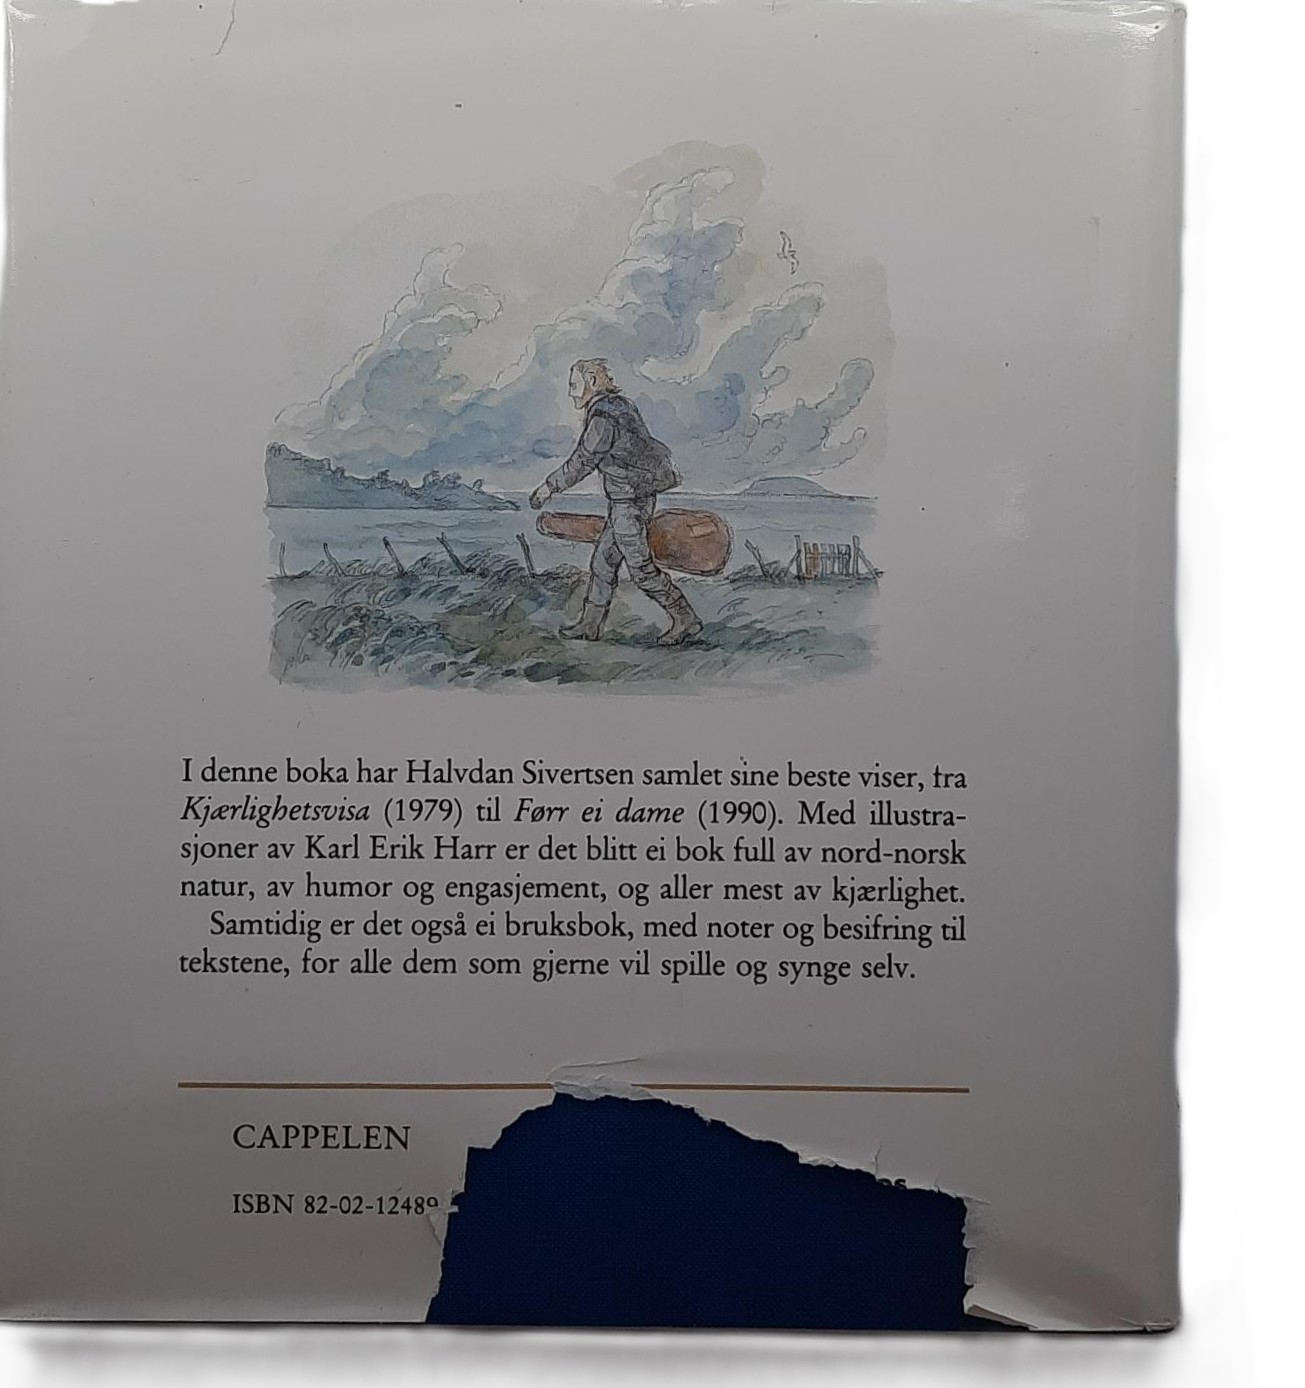 I denne boka har Halvdan Sivertsen samlet sine beste viser, fra
Kjærlighetsvisa (1979) til Førr ei dame (1990). Med illustra-
sjoner av Karl Erik Harr er det blitt ei bok full av nord-norsk
natur, av humor og engasjement, og aller mest av kjærlighet.
Samtidig er det også ei bruksbok, med noter og besifring til
tekstene, for alle dem som gjerne vil spille og synge selv.
CAPPELEN
ISBN 82-02-12489